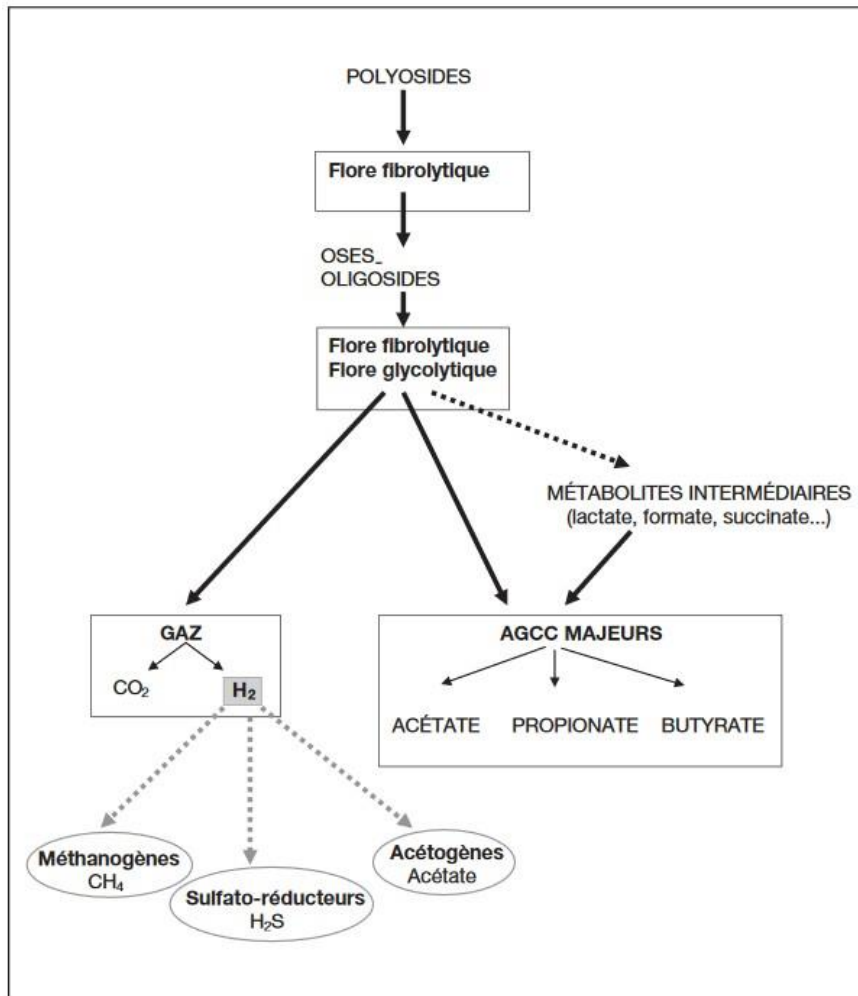 POLYOSIDES
Flore fibrolytique
OSES_
OLIGOSIDES
Flore fibrolytique
Flore glycolytique
MÉTABOLITES INTERMÉDIAIRES
(lactate, formate, succinate...)
GAZ
CO₂
H₂
AGCC MAJEURS
ACÉTATE PROPIONATE BUTYRATE
Méthanogènes
CH₄
Sulfato-réducteurs
H₂S
Acétogènes
Acétate